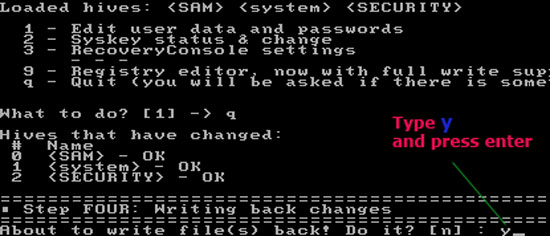 Loaded hives: <SAM> <system> <SECURITY>
1 - Edit user data and passwords
2 - Syskey status & change
3 - RecoveryConsole settings
- - -
9 - Registry editor, now with full write sup
q - Quit (you will be asked if there is some
What to do? [1] -> q
Hives that have changed:
# Name
0 <SAM> - OK
1 <system> - OK
2 <SECURITY> - OK
Type y
and press enter
=========================================================
▪ Step FOUR: Writing back changes
=========================================================
About to write file(s) back! Do it? [n] : y_